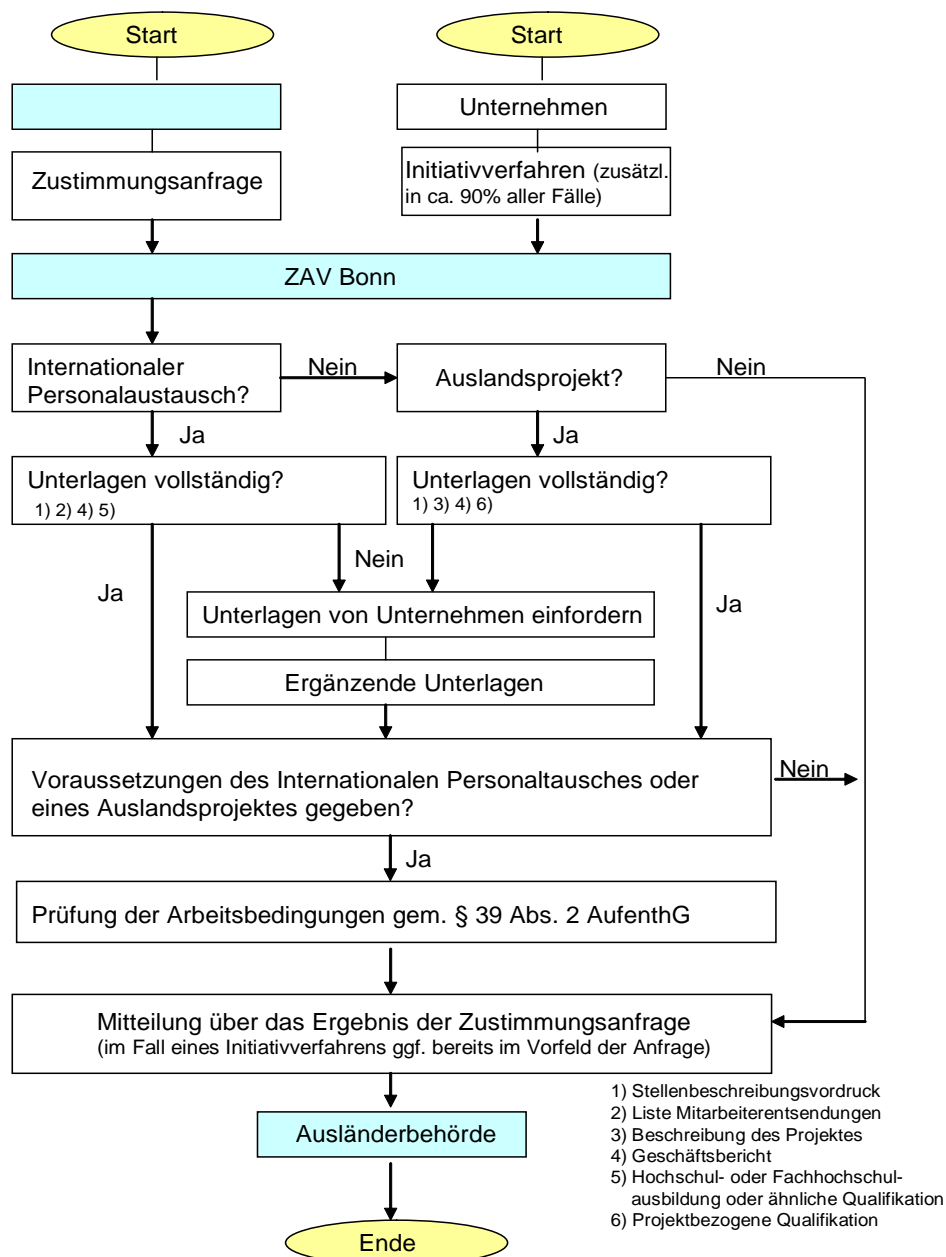 Start
Start
Unternehmen
Zustimmungsanfrage
Initiativverfahren (zusätzl.
in ca. 90% aller Fälle)
ZAV Bonn
Internationaler
Personalaustausch?
Nein
Auslandsprojekt?
Nein
Ja
Ja
Unterlagen vollständig?
1) 2) 4) 5)
Unterlagen vollständig?
1) 3) 4) 6)
Nein
Ja
Ja
Unterlagen von Unternehmen einfordern
Ergänzende Unterlagen
Voraussetzungen des Internationalen Personaltausches oder
eines Auslandsprojektes gegeben?
Nein
Ja
Prüfung der Arbeitsbedingungen gem. § 39 Abs. 2 AufenthG
Mitteilung über das Ergebnis der Zustimmungsanfrage
(im Fall eines Initiativverfahrens ggf. bereits im Vorfeld der Anfrage)
Ausländerbehörde
Ende
1) Stellenbeschreibungsvordruck
2) Liste Mitarbeiterentsendungen
3) Beschreibung des Projektes
4) Geschäftsbericht
5) Hochschul- oder Fachhochschul-
ausbildung oder ähnliche Qualifikation
6) Projektbezogene Qualifikation